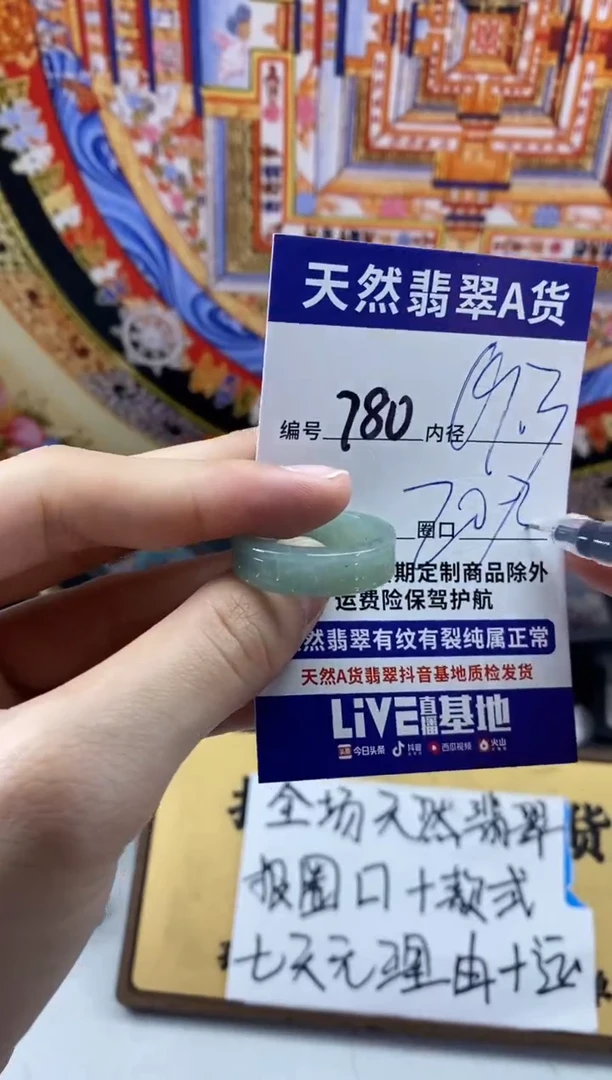 天然翡翠A货
编号 780 内径 19.3
圈口 70元
期定制商品除外
运费险保驾护航
然翡翠有纹有裂纯属正常
天然A货翡翠抖音基地质检发货
LiVE直播基地
今日头条 抖音 西瓜视频 火山
全场天然翡翠 货
报圈口+款式
七天无理由+运